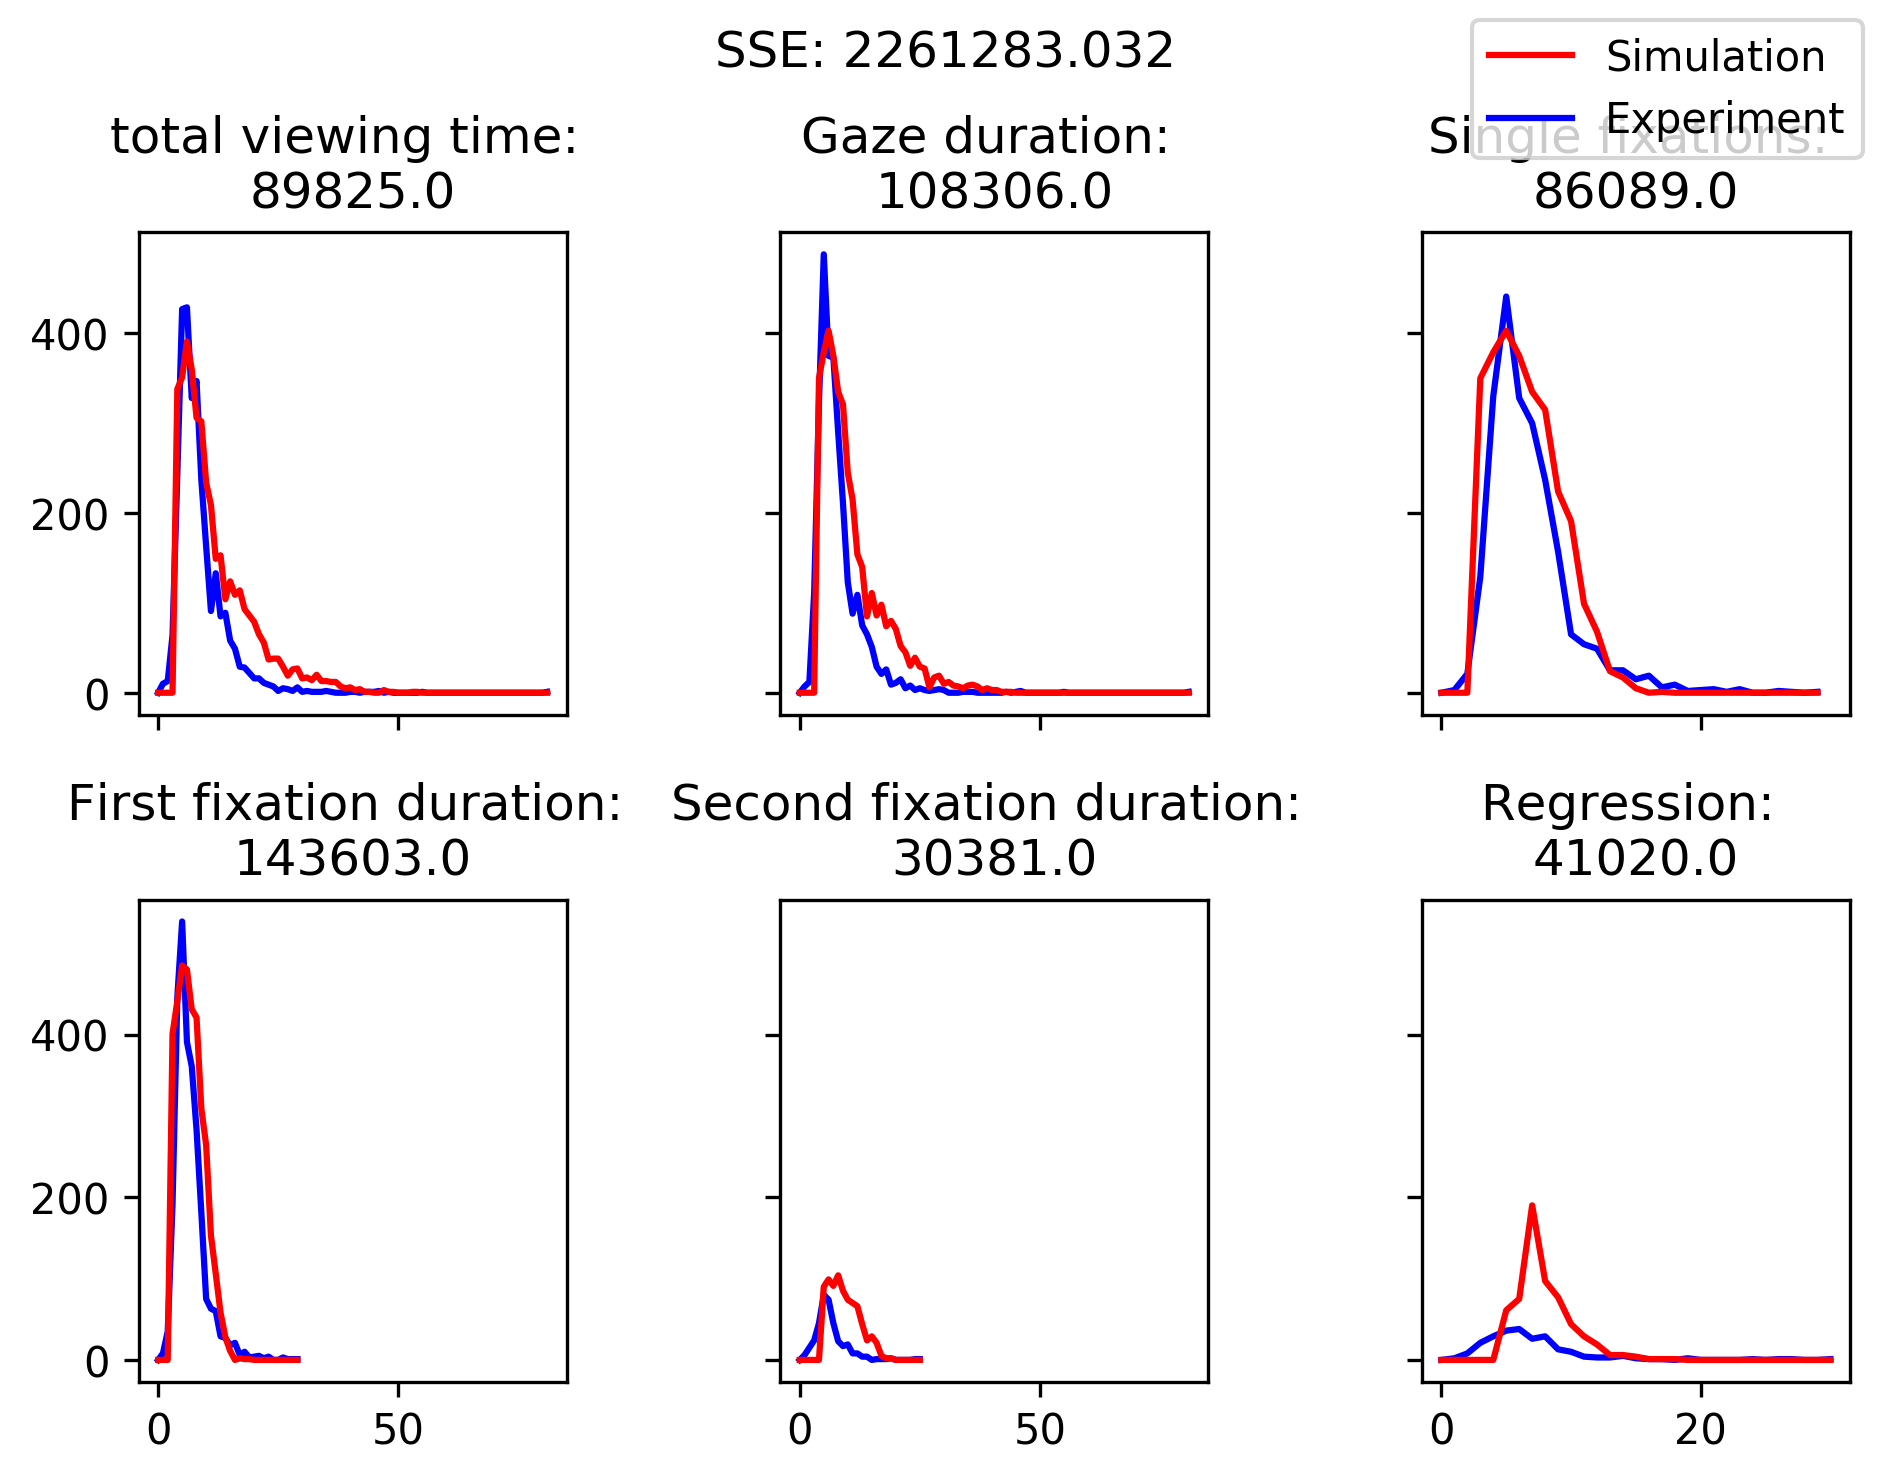 SSE: 2261283.032
Simulation
Experiment
total viewing time:
89825.0
Gaze duration:
108306.0
Single fixations:
86089.0
400
200
0
First fixation duration:
143603.0
Second fixation duration:
30381.0
Regression:
41020.0
400
200
0
0 50
0 50
0 20